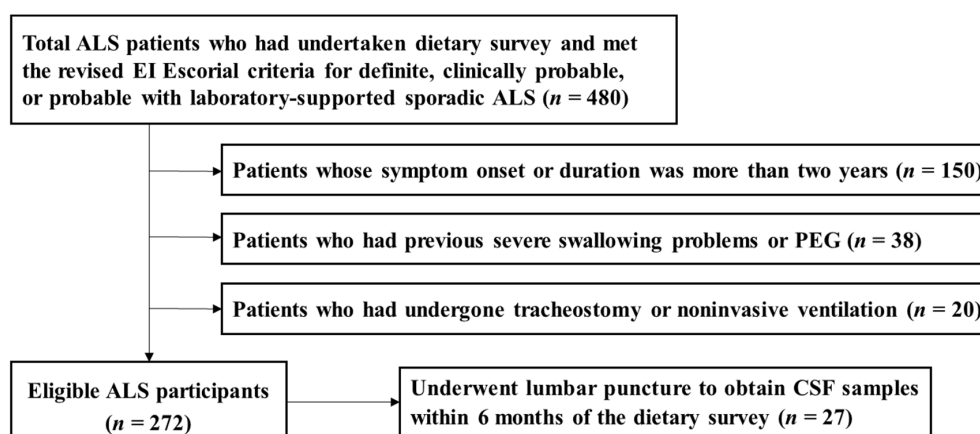 Total ALS patients who had undertaken dietary survey and met
the revised EI Escorial criteria for definite, clinically probable,
or probable with laboratory-supported sporadic ALS (n = 480)
Patients whose symptom onset or duration was more than two years (n = 150)
Patients who had previous severe swallowing problems or PEG (n = 38)
Patients who had undergone tracheostomy or noninvasive ventilation (n = 20)
Eligible ALS participants
(n = 272)
Underwent lumbar puncture to obtain CSF samples
within 6 months of the dietary survey (n = 27)